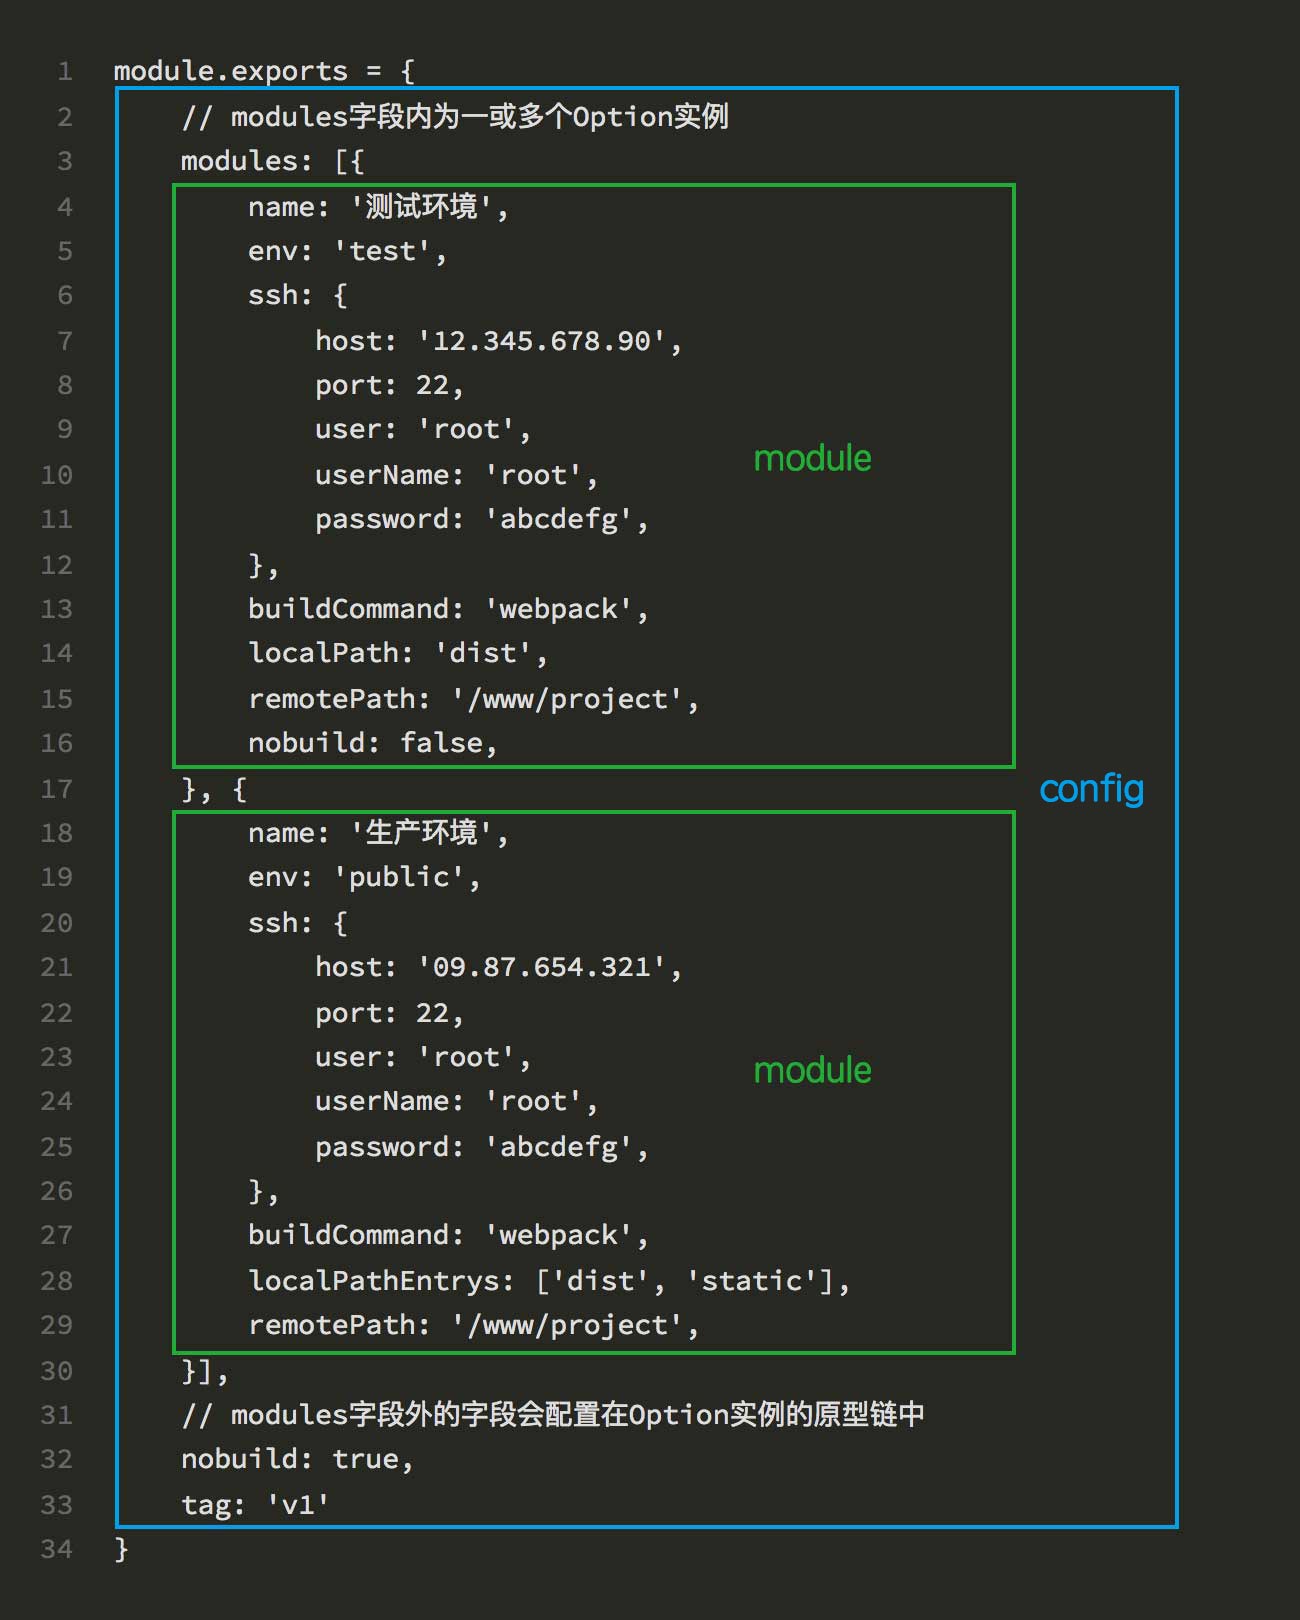 1 module.exports = {
2 // modules字段内为一或多个Option实例
3 modules: [{
4 name: '测试环境',
5 env: 'test',
6 ssh: {
7 host: '12.345.678.90',
8 port: 22,
9 user: 'root',
module
10 userName: 'root',
11 password: 'abcdefg',
12 },
13 buildCommand: 'webpack',
14 localPath: 'dist',
15 remotePath: '/www/project',
16 nobuild: false,
17 }, {
config
18 name: '生产环境',
19 env: 'public',
20 ssh: {
21 host: '09.87.654.321',
22 port: 22,
23 user: 'root',
module
24 userName: 'root',
25 password: 'abcdefg',
26 },
27 buildCommand: 'webpack',
28 localPathEntrys: ['dist', 'static'],
29 remotePath: '/www/project',
30 }],
31 // modules字段外的字段会配置在Option实例的原型链中
32 nobuild: true,
33 tag: 'v1'
34 }